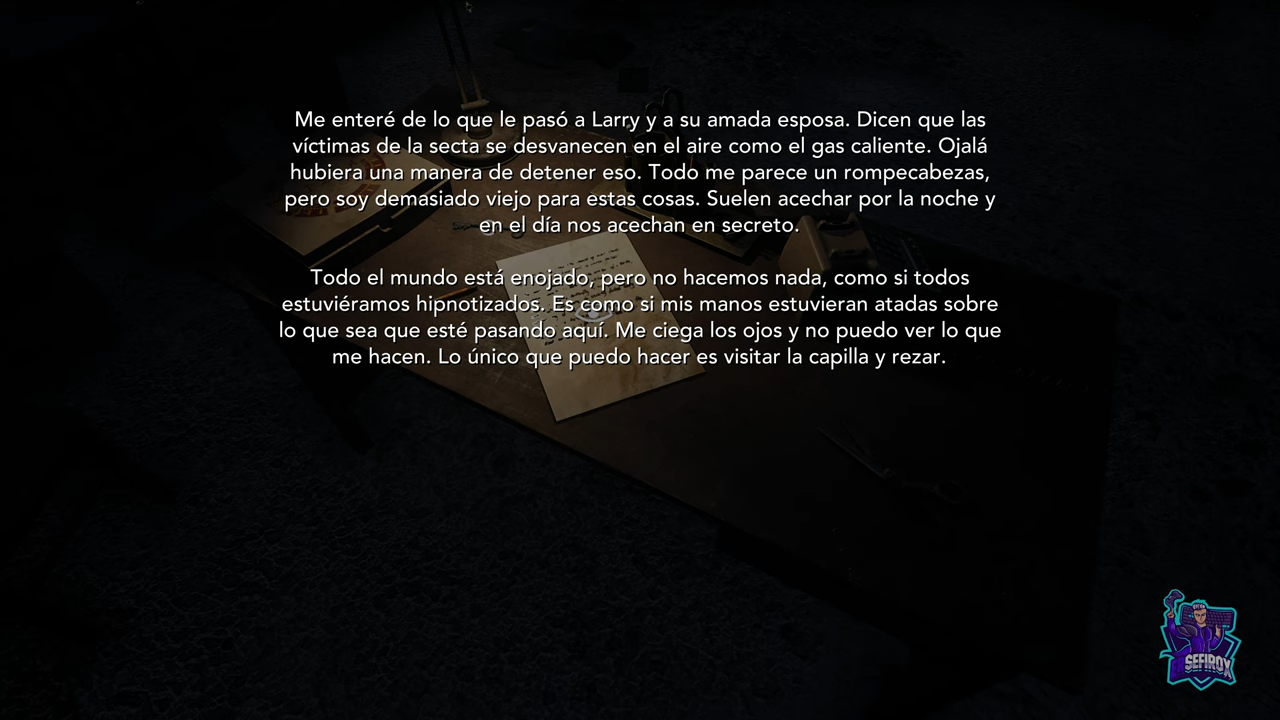 Me enteré de lo que le pasó a Larry y a su amada esposa. Dicen que las
víctimas de la secta se desvanecen en el aire como el gas caliente. Ojalá
hubiera una manera de detener eso. Todo me parece un rompecabezas,
pero soy demasiado viejo para estas cosas. Suelen acechar por la noche y
en el día nos acechan en secreto.
Todo el mundo está enojado, pero no hacemos nada, como si todos
estuviéramos hipnotizados. Es como si mis manos estuvieran atadas sobre
lo que sea que esté pasando aquí. Me ciega los ojos y no puedo ver lo que
me hacen. Lo único que puedo hacer es visitar la capilla y rezar.
SEFIROX